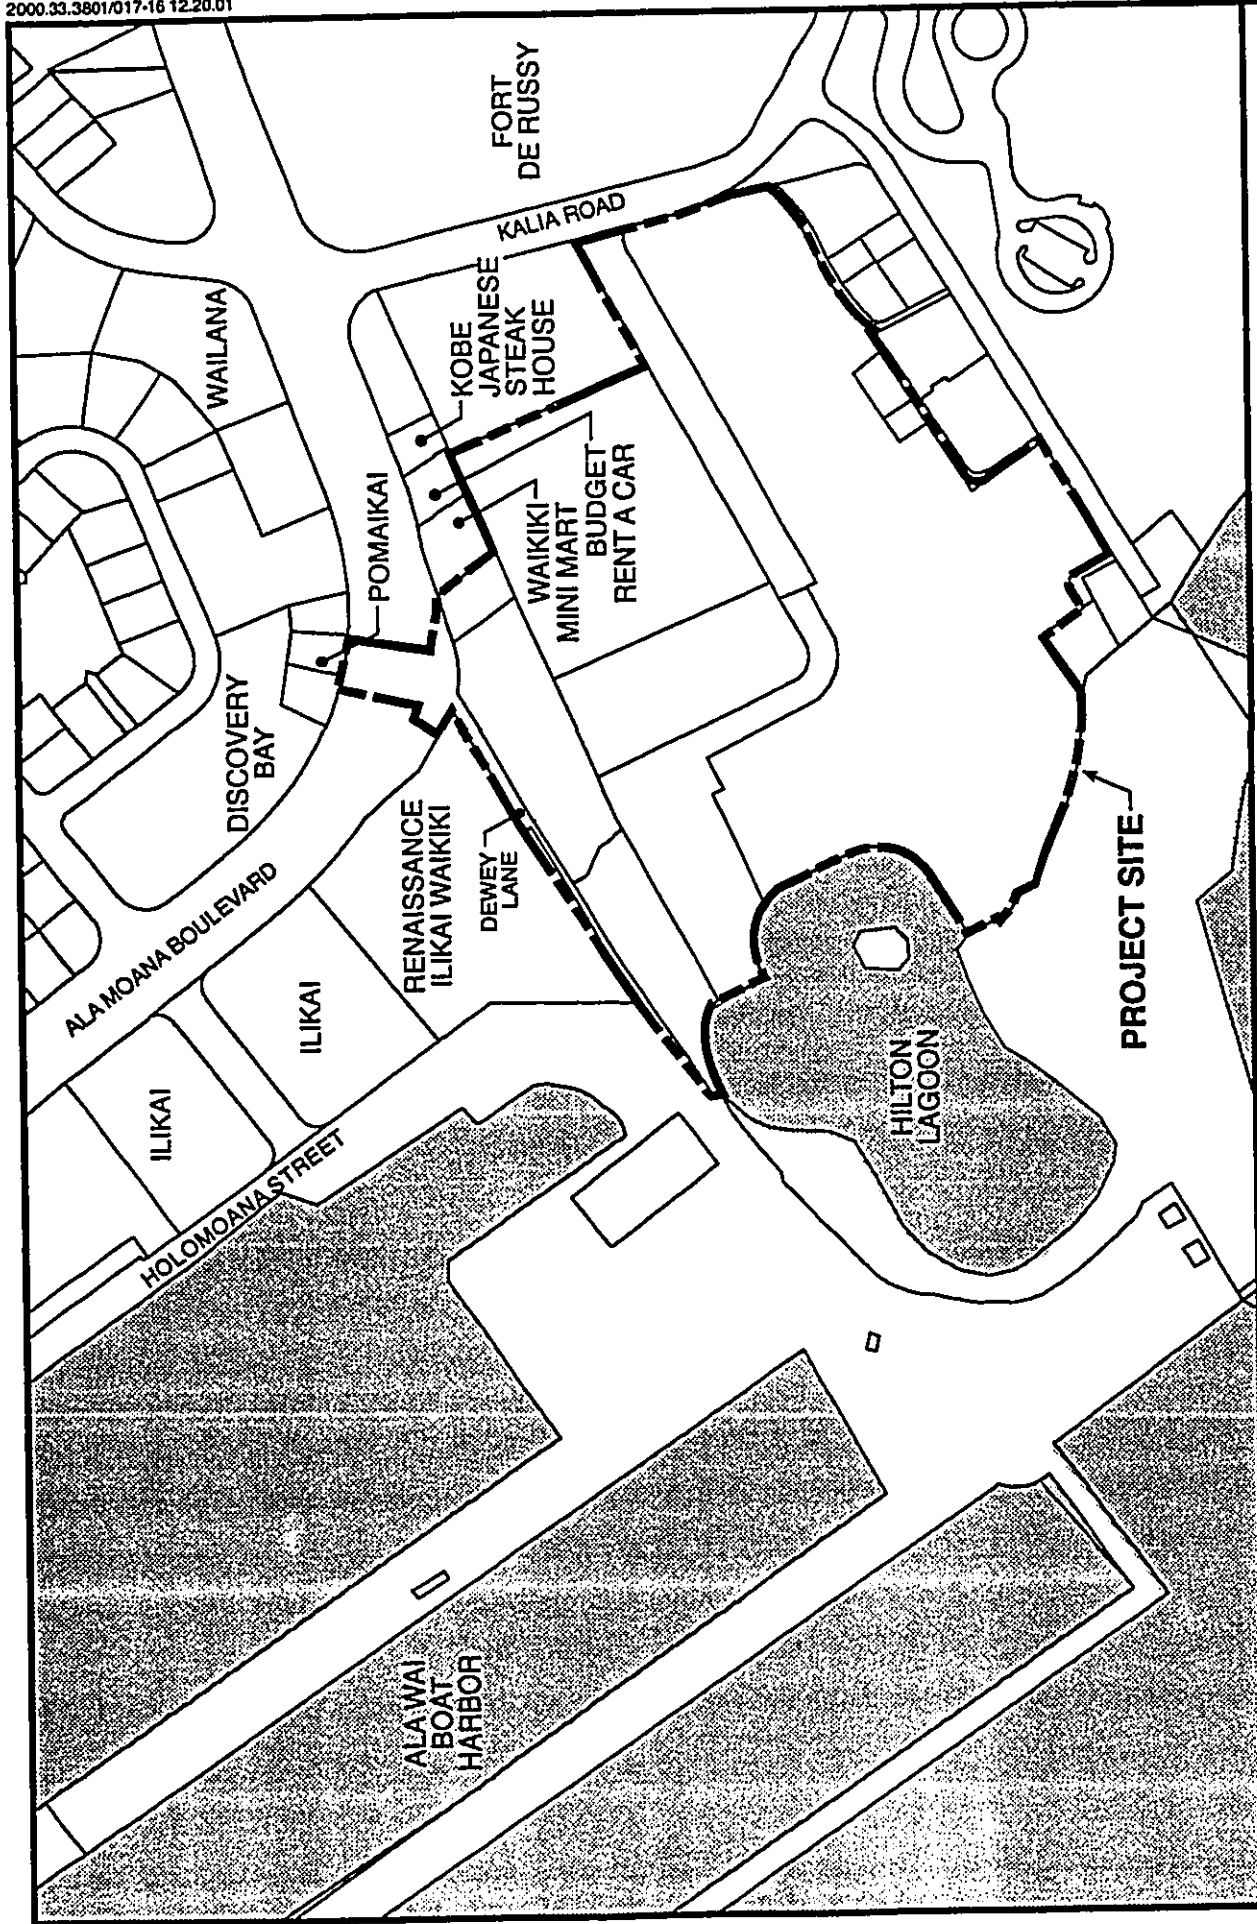 2000.33.3801/017-16 12.20.01
FORT
DE RUSSY
KALIA ROAD
WAILANA
KOBE
JAPANESE
STEAK
HOUSE
POMAIKAI
WAIKIKI
MINI MART
BUDGET
RENT A CAR
DISCOVERY
BAY
RENAISSANCE
ILIKAI WAIKIKI
DEWEY
LANE
ALA MOANA BOULEVARD
ILIKAI
ILIKAI
HOLOMOANA STREET
PROJECT SITE
HILTON
LAGOON
ALA WAI
BOAT
HARBOR